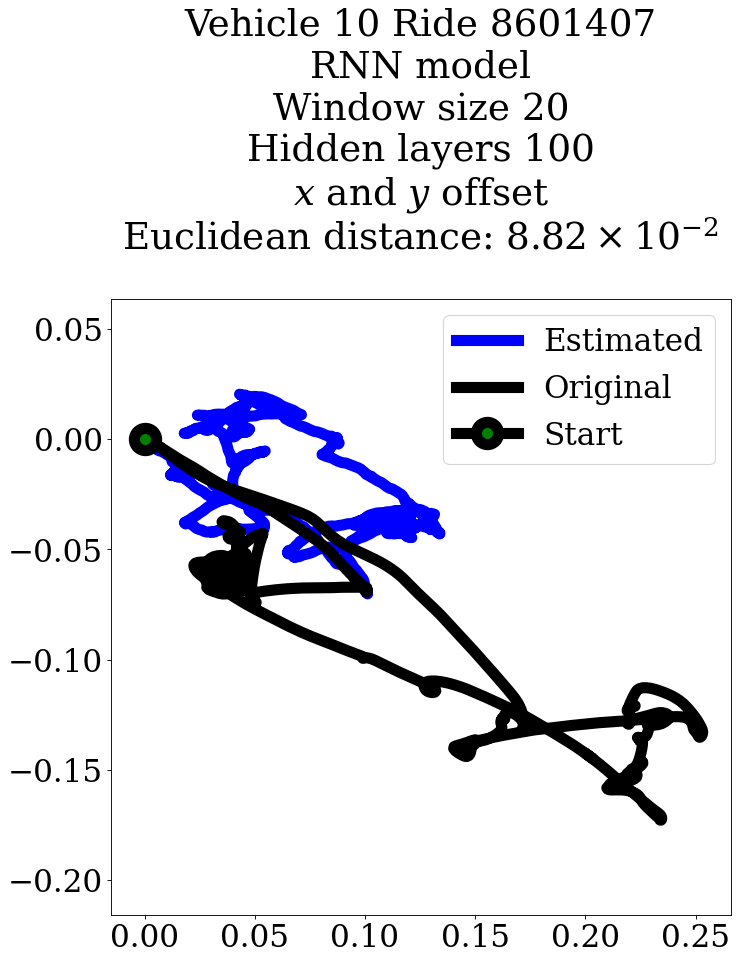 Vehicle 10 Ride 8601407
RNN model
Window size 20
Hidden layers 100
x and y offset
Euclidean distance: 8.82 × 10⁻²
Estimated
Original
Start
0.05
0.00
−0.05
−0.10
−0.15
−0.20
0.00 0.05 0.10 0.15 0.20 0.25